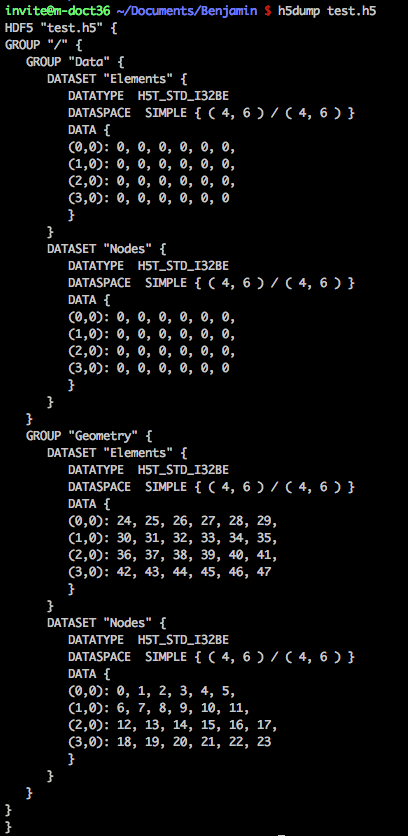 invite@m-doct36 ~/Documents/Benjamin $ h5dump test.h5
HDF5 "test.h5" {
GROUP "/" {
   GROUP "Data" {
      DATASET "Elements" {
         DATATYPE  H5T_STD_I32BE
         DATASPACE  SIMPLE { ( 4, 6 ) / ( 4, 6 ) }
         DATA {
         (0,0): 0, 0, 0, 0, 0, 0,
         (1,0): 0, 0, 0, 0, 0, 0,
         (2,0): 0, 0, 0, 0, 0, 0,
         (3,0): 0, 0, 0, 0, 0, 0
         }
      }
      DATASET "Nodes" {
         DATATYPE  H5T_STD_I32BE
         DATASPACE  SIMPLE { ( 4, 6 ) / ( 4, 6 ) }
         DATA {
         (0,0): 0, 0, 0, 0, 0, 0,
         (1,0): 0, 0, 0, 0, 0, 0,
         (2,0): 0, 0, 0, 0, 0, 0,
         (3,0): 0, 0, 0, 0, 0, 0
         }
      }
   }
   GROUP "Geometry" {
      DATASET "Elements" {
         DATATYPE  H5T_STD_I32BE
         DATASPACE  SIMPLE { ( 4, 6 ) / ( 4, 6 ) }
         DATA {
         (0,0): 24, 25, 26, 27, 28, 29,
         (1,0): 30, 31, 32, 33, 34, 35,
         (2,0): 36, 37, 38, 39, 40, 41,
         (3,0): 42, 43, 44, 45, 46, 47
         }
      }
      DATASET "Nodes" {
         DATATYPE  H5T_STD_I32BE
         DATASPACE  SIMPLE { ( 4, 6 ) / ( 4, 6 ) }
         DATA {
         (0,0): 0, 1, 2, 3, 4, 5,
         (1,0): 6, 7, 8, 9, 10, 11,
         (2,0): 12, 13, 14, 15, 16, 17,
         (3,0): 18, 19, 20, 21, 22, 23
         }
      }
   }
}
}